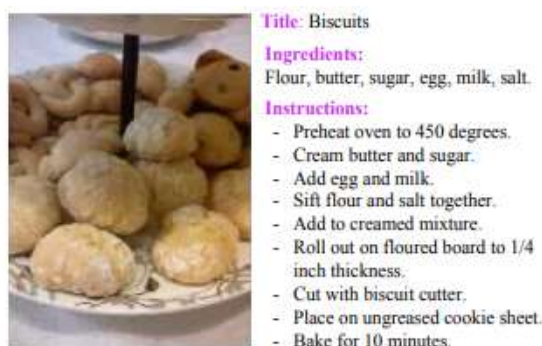 Title: Biscuits
Ingredients:
Flour, butter, sugar, egg, milk, salt.
Instructions:
- Preheat oven to 450 degrees.
- Cream butter and sugar.
- Add egg and milk.
- Sift flour and salt together.
- Add to creamed mixture.
- Roll out on floured board to 1/4
inch thickness.
- Cut with biscuit cutter.
- Place on ungreased cookie sheet.
- Bake for 10 minutes.